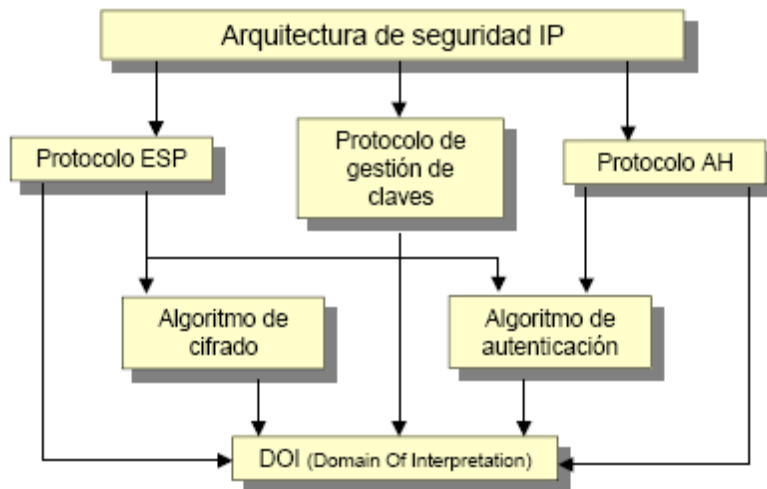 Arquitectura de seguridad IP
Protocolo ESP
Protocolo de
gestión de
claves
Protocolo AH
Algoritmo de
cifrado
Algoritmo de
autenticación
DOI (Domain Of Interpretation)